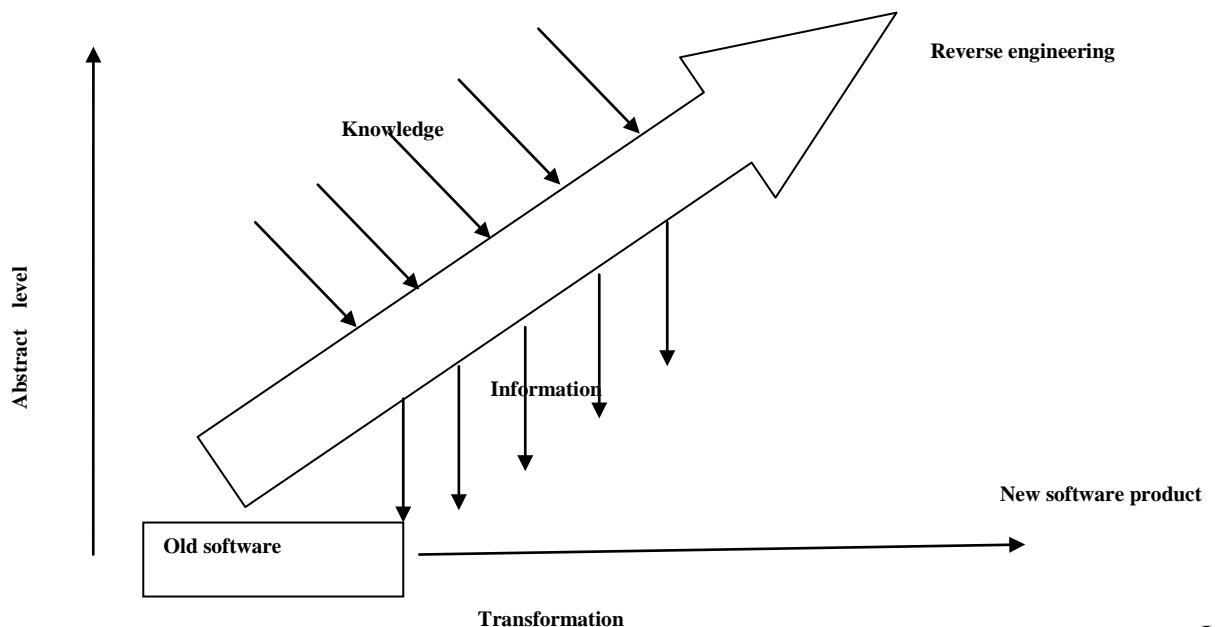 Reverse engineering
Knowledge
Abstract level
Information
New software product
Old software
Transformation